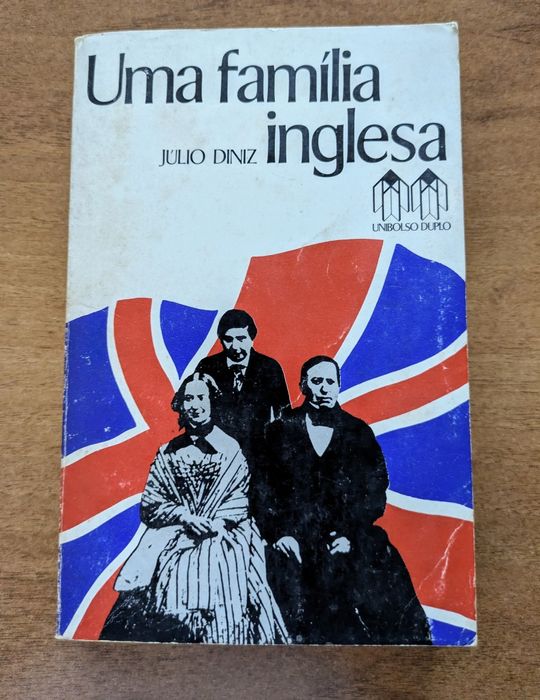 Uma família
JÚLIO DINIZ inglesa
UNIBOLSO DUPLO